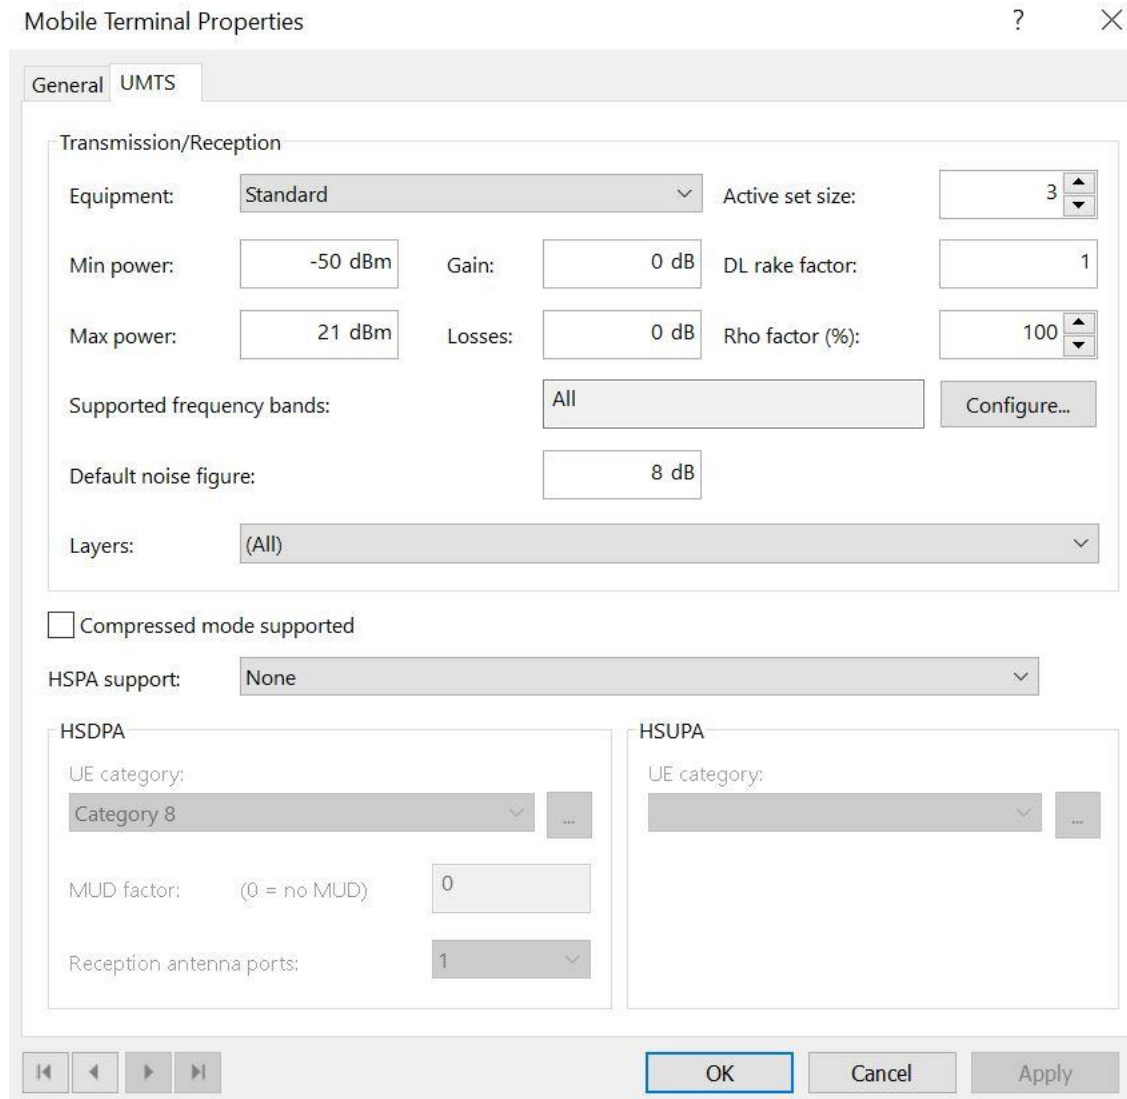 Mobile Terminal Properties ? ×
General UMTS
Transmission/Reception
Equipment: Standard Active set size: 3
Min power: -50 dBm Gain: 0 dB DL rake factor: 1
Max power: 21 dBm Losses: 0 dB Rho factor (%): 100
Supported frequency bands: All Configure...
Default noise figure: 8 dB
Layers: (All)
Compressed mode supported
HSPA support: None
HSDPA HSUPA
UE category: UE category:
Category 8 ... ...
MUD factor: (0 = no MUD) 0
Reception antenna ports: 1
OK Cancel Apply